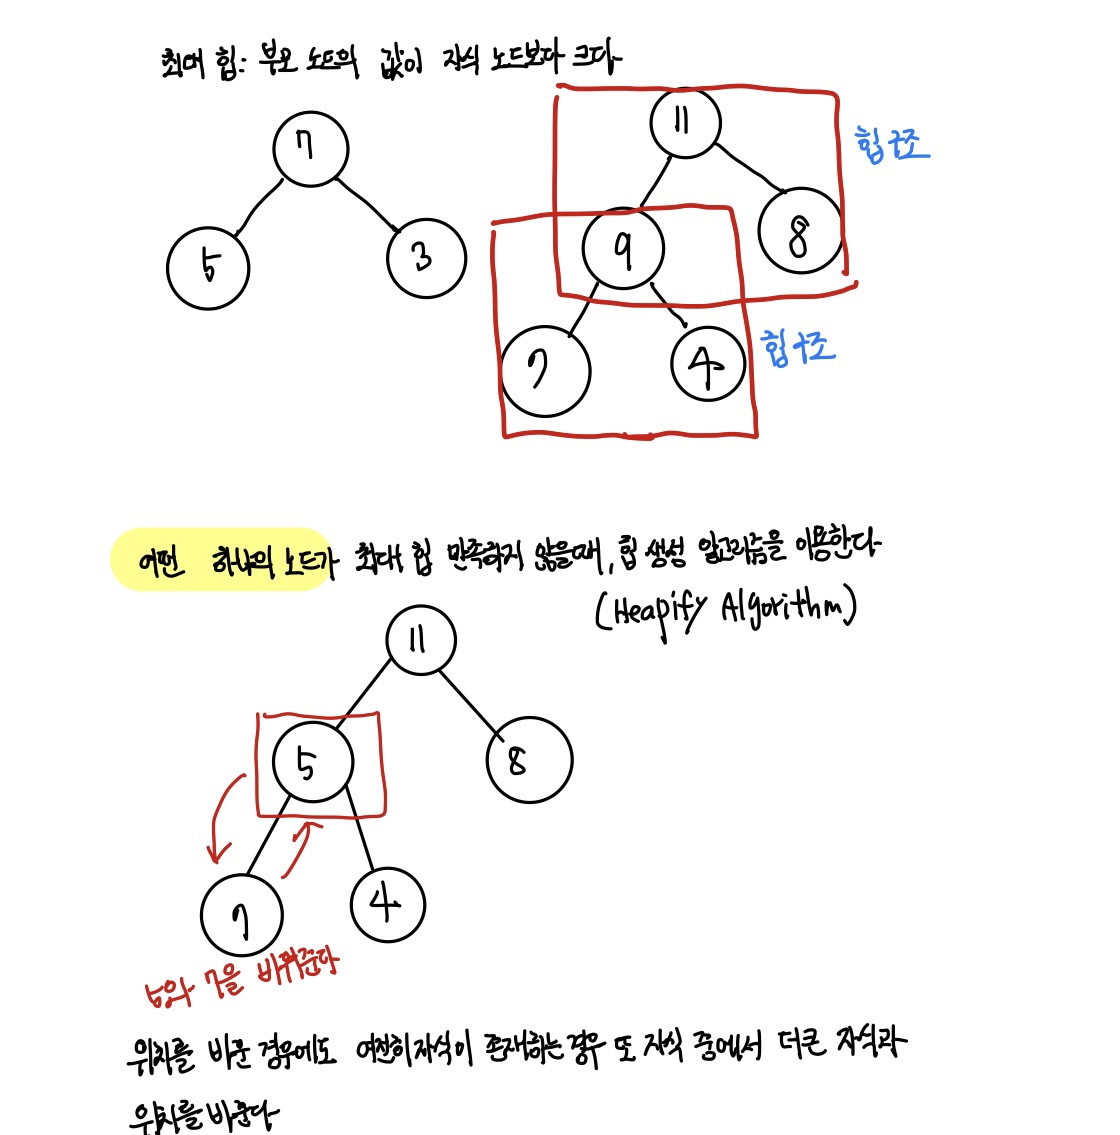 최대 힙: 부모 노드의 값이 자식 노드보다 크다
7
5
3
11
9
8
7
4
힙 구조
힙 구조
어떤 하나의 노드가 최대 힙 만족하지 않을때, 힙 생성 알고리즘을 이용한다
(Heapify Algorithm)
11
5
8
7
4
5와 7을 바꿔준다
위치를 바꾼 경우에도 여전히 자식이 존재하는 경우 또 자식 중에서 더 큰 자식과
위치를 바꾼다